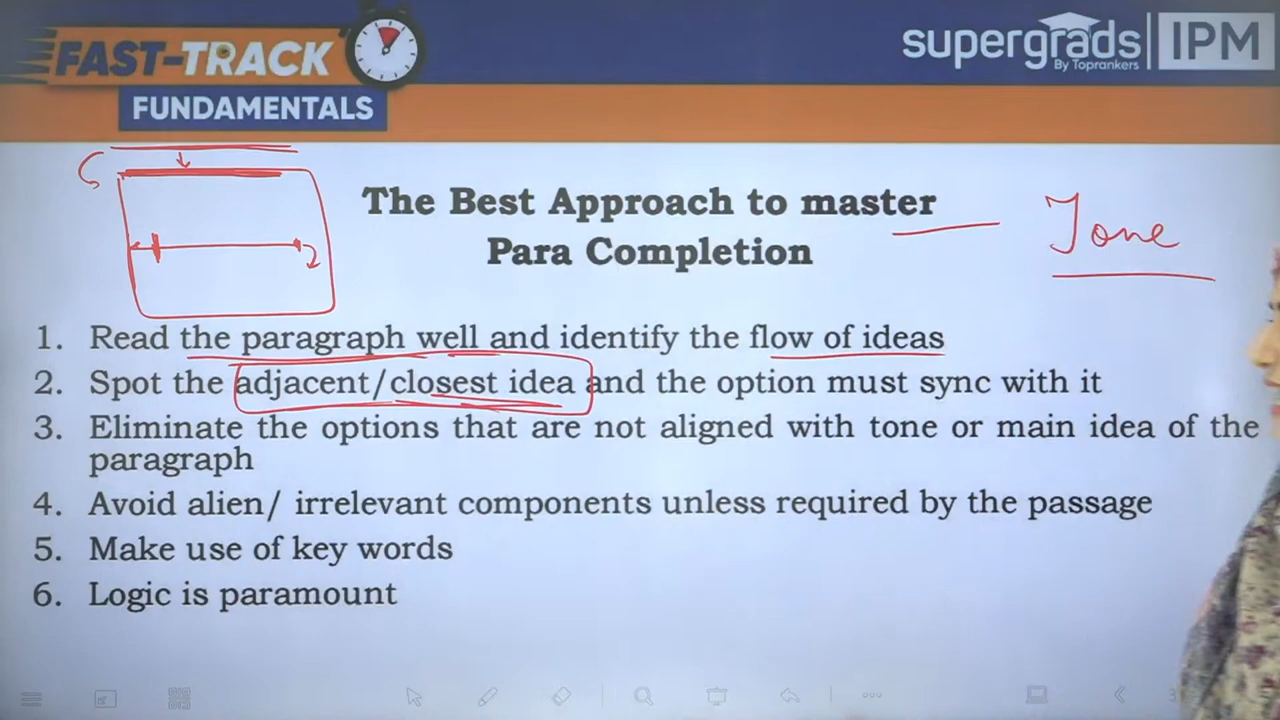 FAST-TRACK
FUNDAMENTALS
supergrads IPM
By Toprankers
The Best Approach to master
Para Completion
Tone
1. Read the paragraph well and identify the flow of ideas
2. Spot the adjacent/closest idea and the option must sync with it
3. Eliminate the options that are not aligned with tone or main idea of the
paragraph
4. Avoid alien/ irrelevant components unless required by the passage
5. Make use of key words
6. Logic is paramount